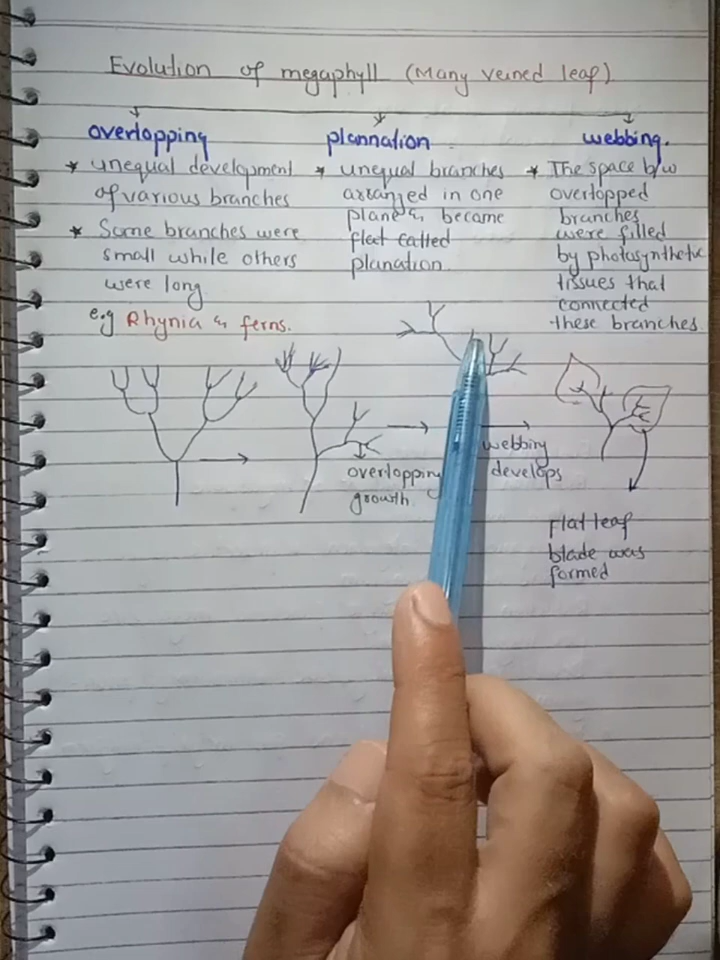 Evolution of megaphyll (Many veined leaf)
overlopping
* unequal development
of various branches
* Some branches were
small while others
were long
e.g Rhynia & ferns.
plannation
* unequal branches
arranged in one
plane & became
flat called
planation
webbing.
* The space b/w
overtopped
branches
were filled
by photosynthetic
tissues that
connected
these branches
overlopping
growth
webbing
develops
Flat leaf
blade was
formed